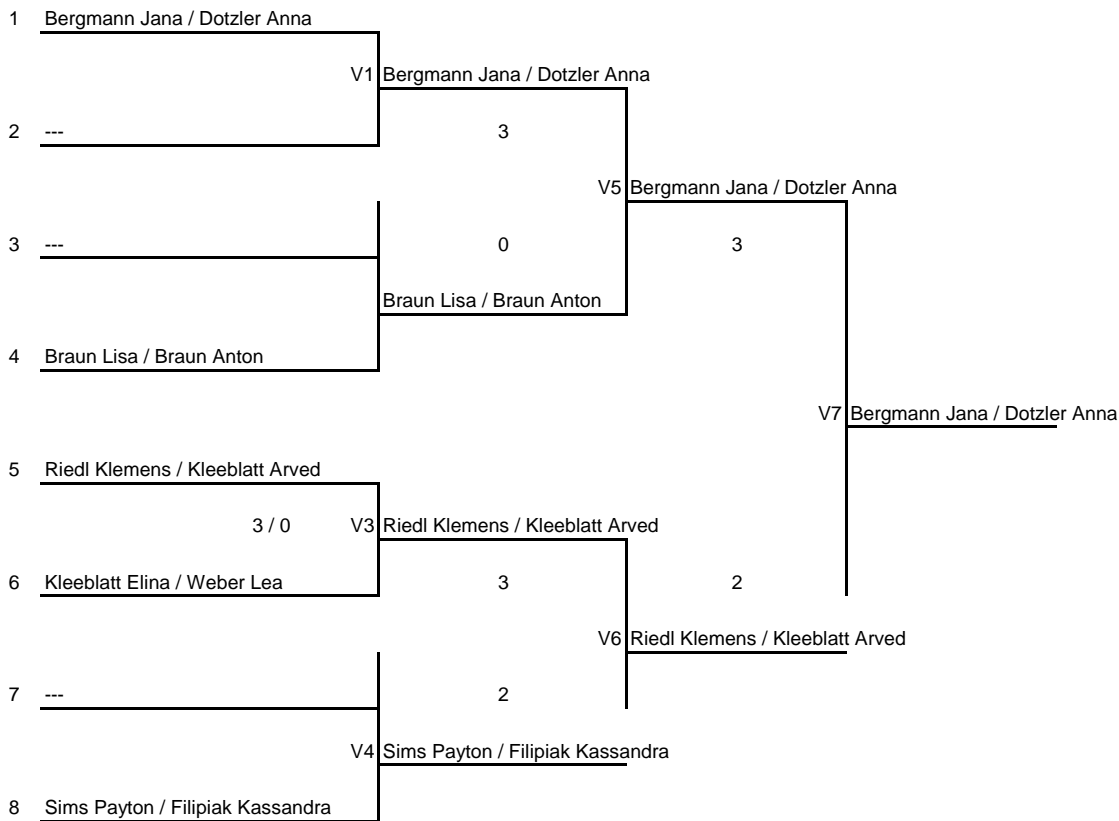 1 Bergmann Jana / Dotzler Anna
V1 Bergmann Jana / Dotzler Anna
2 --- 3
V5 Bergmann Jana / Dotzler Anna
3 --- 0 3
Braun Lisa / Braun Anton
4 Braun Lisa / Braun Anton
V7 Bergmann Jana / Dotzler Anna
5 Riedl Klemens / Kleeblatt Arved
3 / 0 V3 Riedl Klemens / Kleeblatt Arved
6 Kleeblatt Elina / Weber Lea 3 2
V6 Riedl Klemens / Kleeblatt Arved
7 --- 2
V4 Sims Payton / Filipiak Kassandra
8 Sims Payton / Filipiak Kassandra